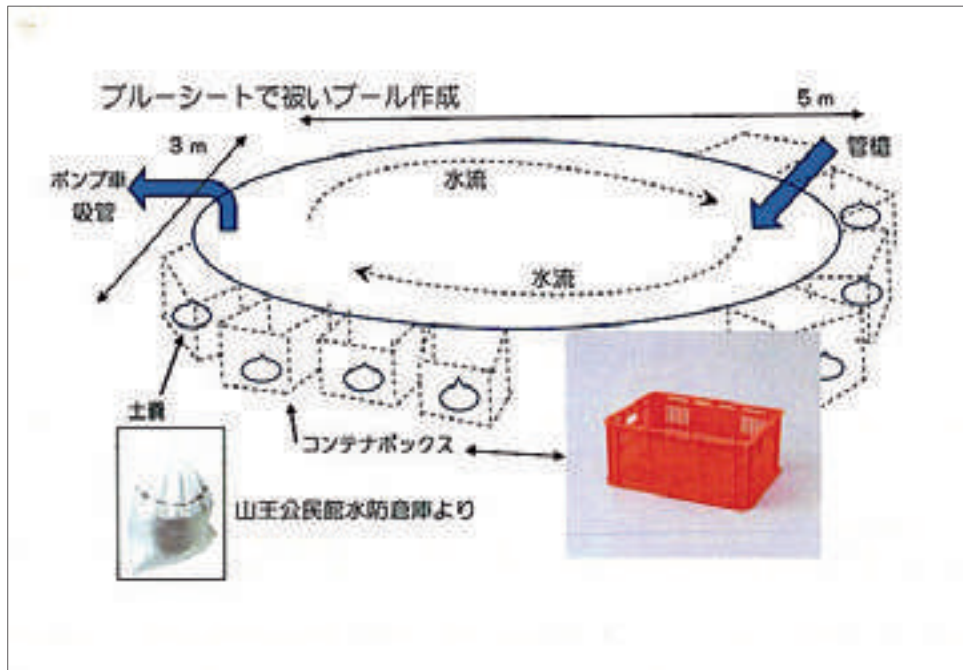 ブルーシートで被いプール作成
5m
3m
管槍
ポンプ車
吸管
水流
水流
土嚢
コンテナボックス
山王公民館水防倉庫より